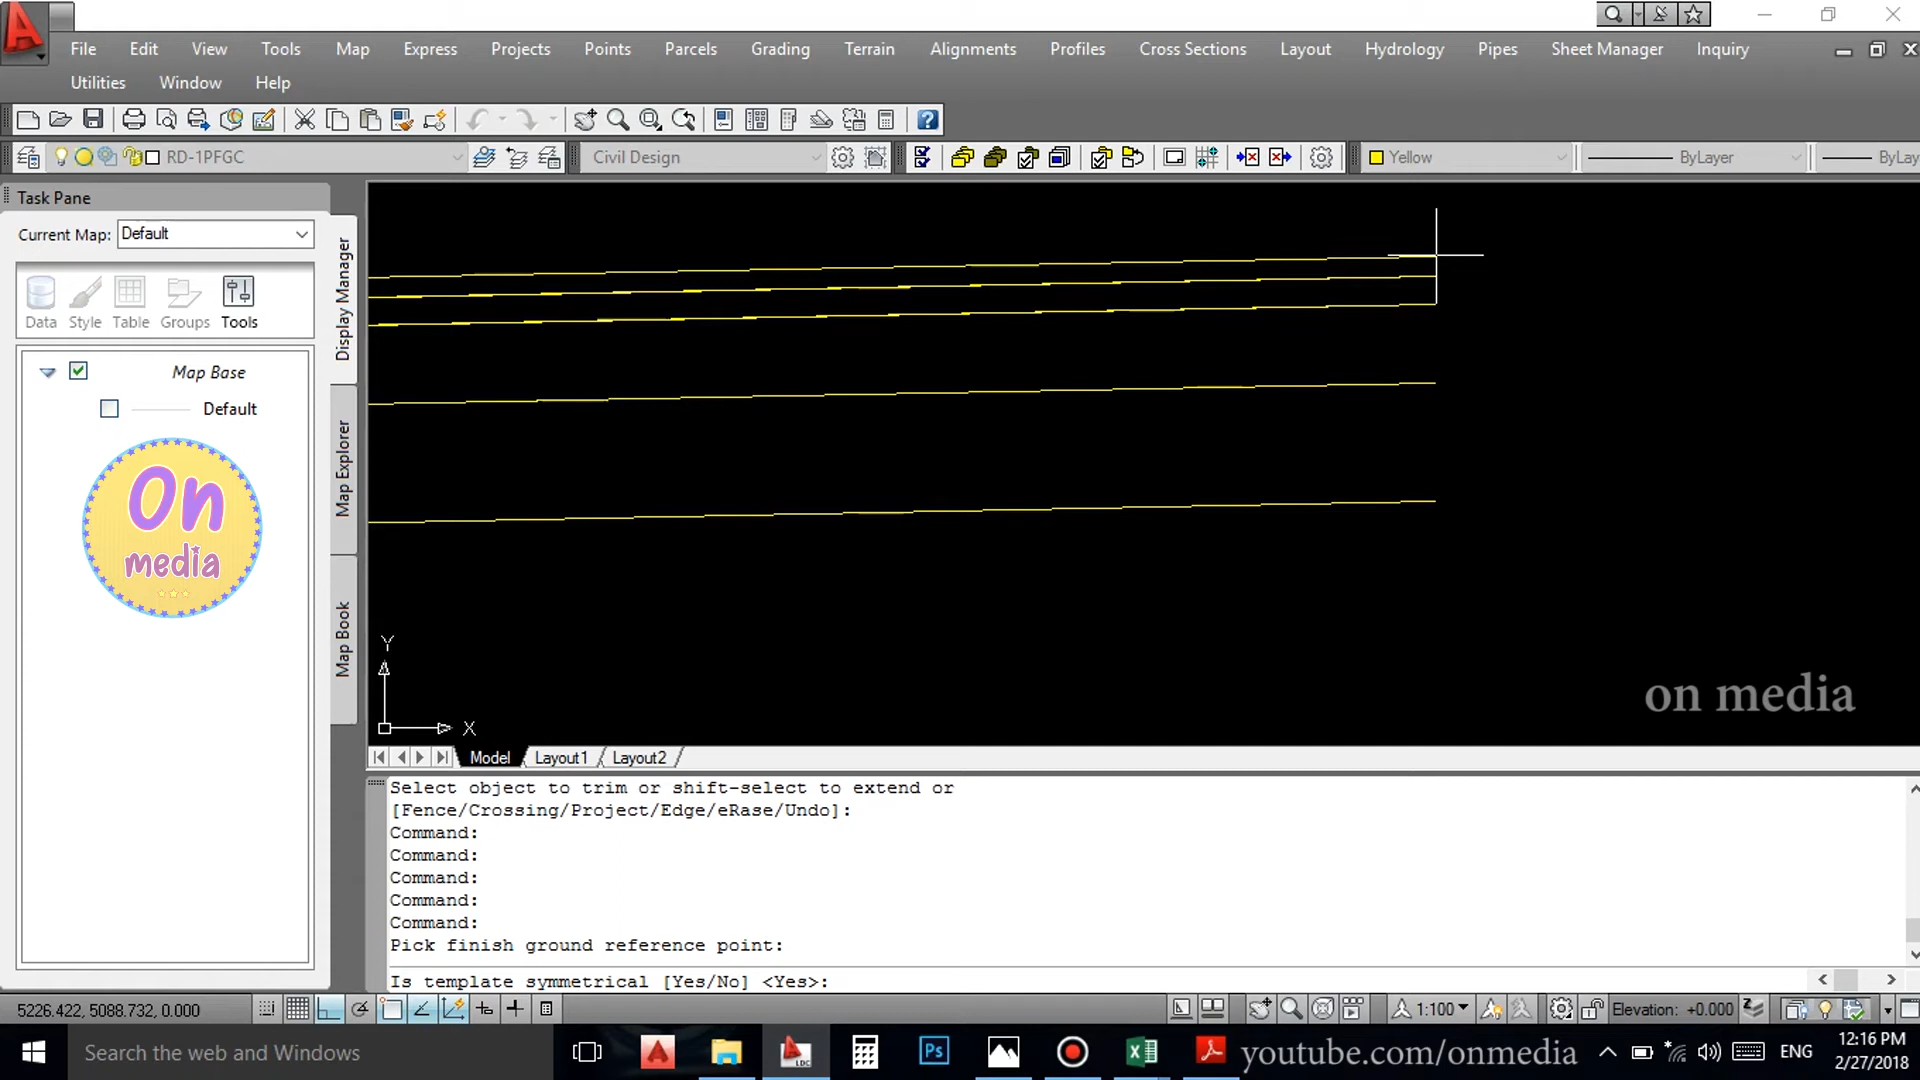 File Edit View Tools Map Express Projects Points Parcels Grading Terrain Alignments Profiles Cross Sections Layout Hydrology Pipes Sheet Manager Inquiry
Utilities Window Help
RD-1PFGC
Civil Design
Yellow
ByLayer
ByLay
Task Pane
Current Map: Default
Data Style Table Groups Tools
Map Base
Default
On
media
Display Manager
Map Explorer
Map Book
Y
X
on media
Model Layout1 Layout2
Select object to trim or shift-select to extend or
[Fence/Crossing/Project/Edge/eRase/Undo]:
Command:
Command:
Command:
Command:
Command:
Pick finish ground reference point:
Is template symmetrical [Yes/No] <Yes>:
5226.422, 5088.732, 0.000
1:100
Elevation: +0.000
Search the web and Windows
LDC
Ps
youtube.com/onmedia
ENG
12:16 PM
2/27/2018